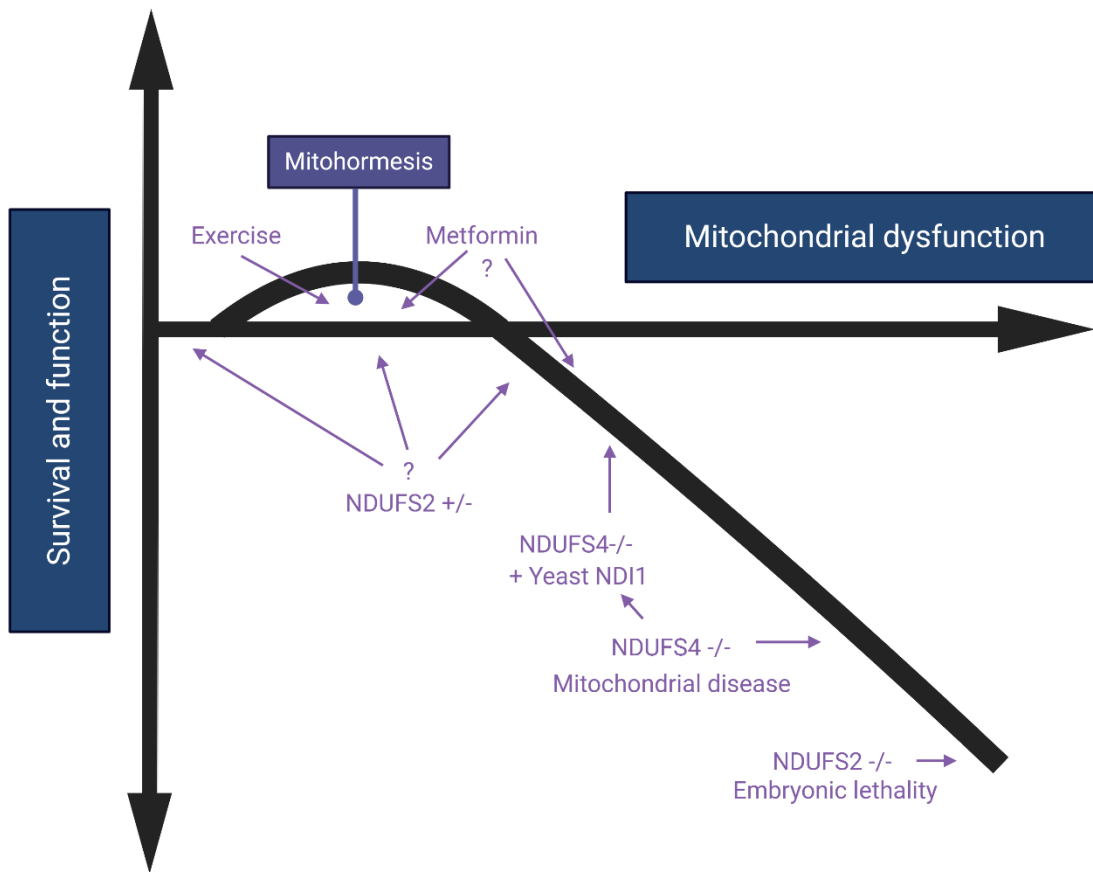 Mitohormesis
Survival and function
Mitochondrial dysfunction
Exercise
Metformin
?
?
NDUFS2 +/-
NDUFS4-/-
+ Yeast NDI1
NDUFS4 -/-
Mitochondrial disease
NDUFS2 -/-
Embryonic lethality